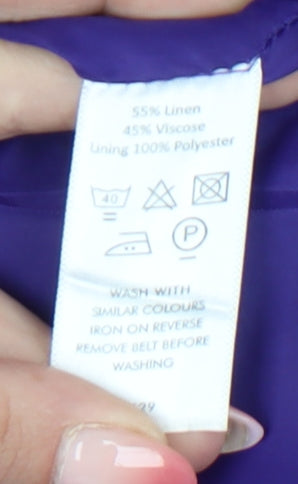 55% Linen
45% Viscose
Lining 100% Polyester
40
P
WASH WITH
SIMILAR COLOURS
IRON ON REVERSE
REMOVE BELT BEFORE
WASHING